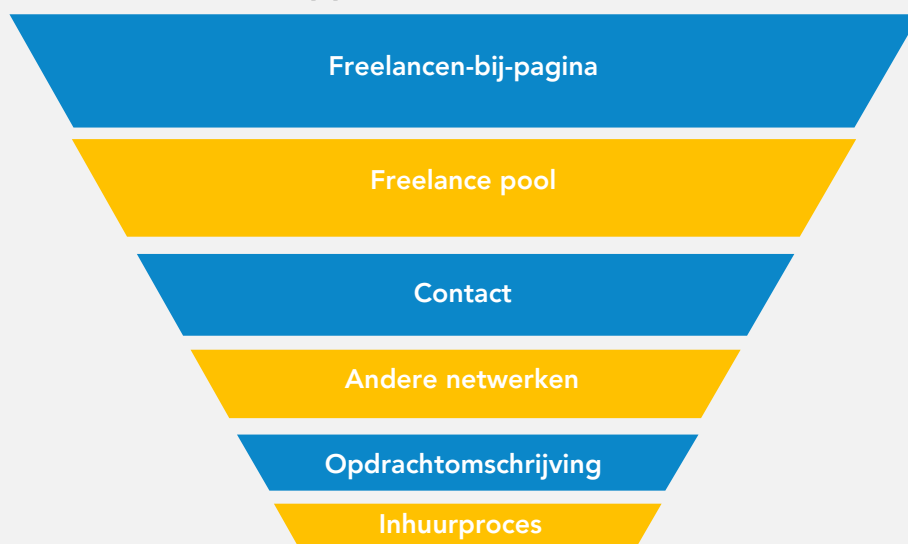 Freelancen-bij-pagina
Freelance pool
Contact
Andere netwerken
Opdrachtomschrijving
Inhuurproces